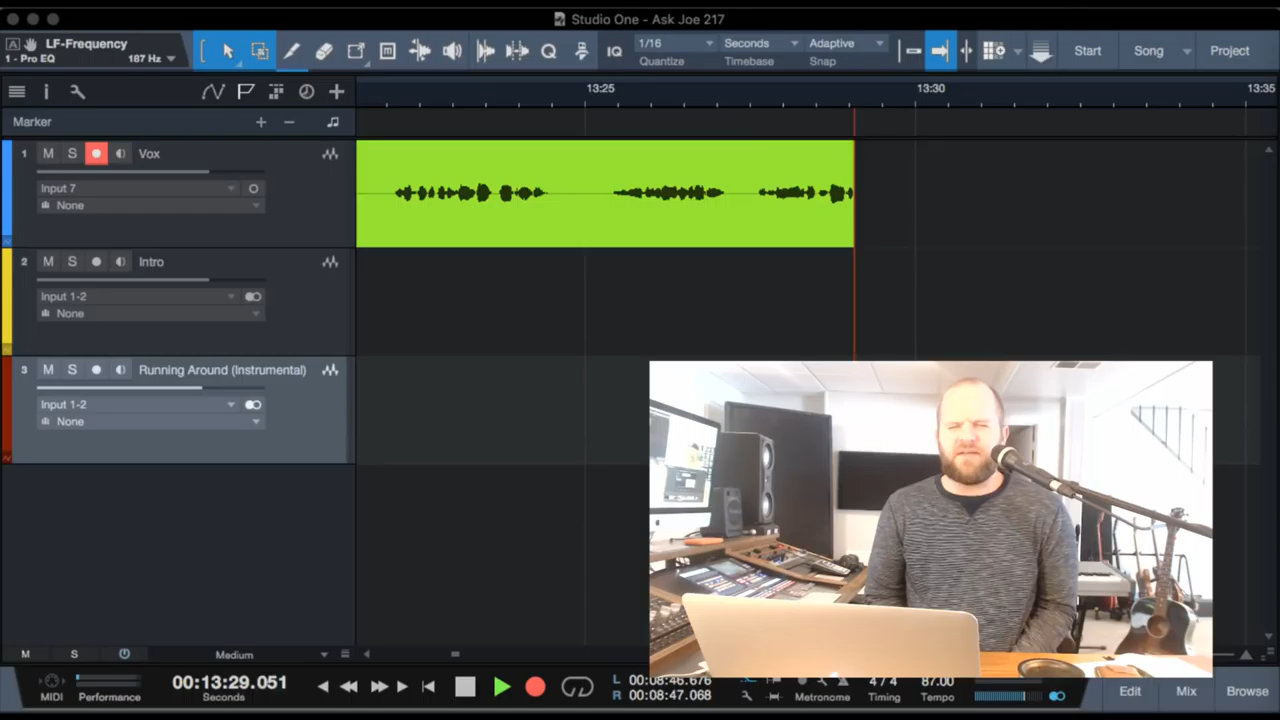 Studio One - Ask Joe 217
A
LF-Frequency
1 - Pro EQ
187 Hz
IQ
1/16
Quantize
Seconds
Timebase
Adaptive
Snap
Start
Song
Project
13:25
13:30
13:35
Marker
1
M
S
Vox
Input 7
None
2
M
S
Intro
Input 1-2
None
3
M
S
Running Around (Instrumental)
Input 1-2
None
M
S
Medium
MIDI
Performance
00:13:29.051
Seconds
L 00:08:46.676
R 00:08:47.068
Metronome
4 / 4
Timing
87.00
Tempo
Edit
Mix
Browse